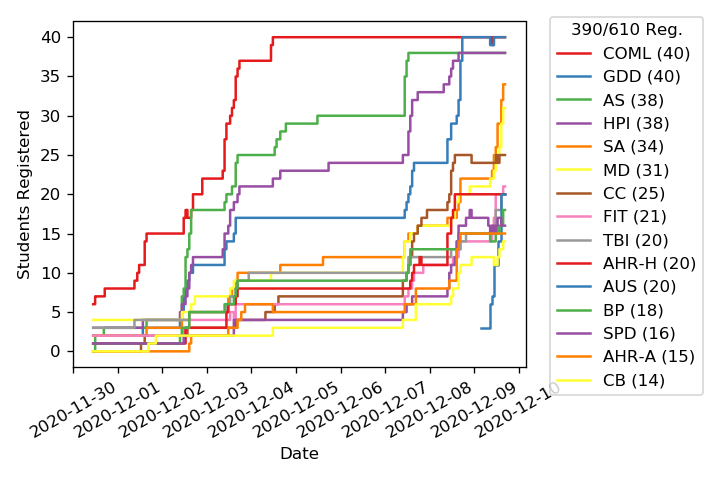 390/610 Reg.
COML (40)
GDD (40)
AS (38)
HPI (38)
SA (34)
MD (31)
CC (25)
FIT (21)
TBI (20)
AHR-H (20)
AUS (20)
BP (18)
SPD (16)
AHR-A (15)
CB (14)
Students Registered
40
35
30
25
20
15
10
5
0
2020-11-30
2020-12-01
2020-12-02
2020-12-03
2020-12-04
2020-12-05
2020-12-06
2020-12-07
2020-12-08
2020-12-09
2020-12-10
Date